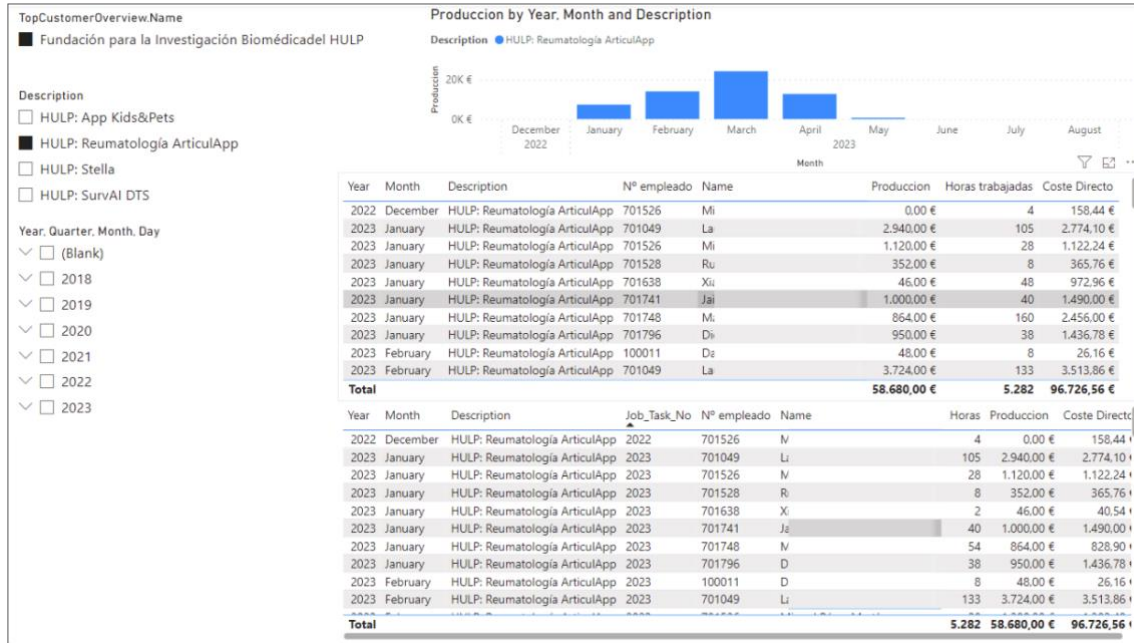 TopCustomerOverview.Name
Fundación para la Investigación Biomédicadel HULP
Description
HULP: App Kids&Pets
HULP: Reumatología ArticulApp
HULP: Stella
HULP: SurvAI DTS
Year, Quarter, Month, Day
(Blank)
2018
2019
2020
2021
2022
2023
Produccion by Year, Month and Description
Description HULP: Reumatología ArticulApp
Produccion
20K €
0K €
December January February March April May June July August
2022 2023
Month
Year Month Description Nº empleado Name Produccion Horas trabajadas Coste Directo
2022 December HULP: Reumatología ArticulApp 701526 Mi 0,00 € 4 158,44 €
2023 January HULP: Reumatología ArticulApp 701049 La 2.940,00 € 105 2.774,10 €
2023 January HULP: Reumatología ArticulApp 701526 Mi 1.120,00 € 28 1.122,24 €
2023 January HULP: Reumatología ArticulApp 701528 Ru 352,00 € 8 365,76 €
2023 January HULP: Reumatología ArticulApp 701638 Xi 46,00 € 48 972,96 €
2023 January HULP: Reumatología ArticulApp 701741 Jai 1.000,00 € 40 1.490,00 €
2023 January HULP: Reumatología ArticulApp 701748 M 864,00 € 160 2.456,00 €
2023 January HULP: Reumatología ArticulApp 701796 Di 950,00 € 38 1.436,78 €
2023 February HULP: Reumatología ArticulApp 100011 Da 48,00 € 8 26,16 €
2023 February HULP: Reumatología ArticulApp 701049 La 3.724,00 € 133 3.513,86 €
Total 58.680,00 € 5.282 96.726,56 €
Year Month Description Job_Task_No Nº empleado Name Horas Produccion Coste Directo
2022 December HULP: Reumatología ArticulApp 2022 701526 M 4 0,00 € 158,44
2023 January HULP: Reumatología ArticulApp 2023 701049 L 105 2.940,00 € 2.774,10
2023 January HULP: Reumatología ArticulApp 2023 701526 M 28 1.120,00 € 1.122,24
2023 January HULP: Reumatología ArticulApp 2023 701528 R 8 352,00 € 365,76
2023 January HULP: Reumatología ArticulApp 2023 701638 X 2 46,00 € 40,54
2023 January HULP: Reumatología ArticulApp 2023 701741 Ja 40 1.000,00 € 1.490,00
2023 January HULP: Reumatología ArticulApp 2023 701748 M 54 864,00 € 828,90
2023 January HULP: Reumatología ArticulApp 2023 701796 D 38 950,00 € 1.436,78
2023 February HULP: Reumatología ArticulApp 2023 100011 D 8 48,00 € 26,16
2023 February HULP: Reumatología ArticulApp 2023 701049 L 133 3.724,00 € 3.513,86
Total 5.282 58.680,00 € 96.726,56